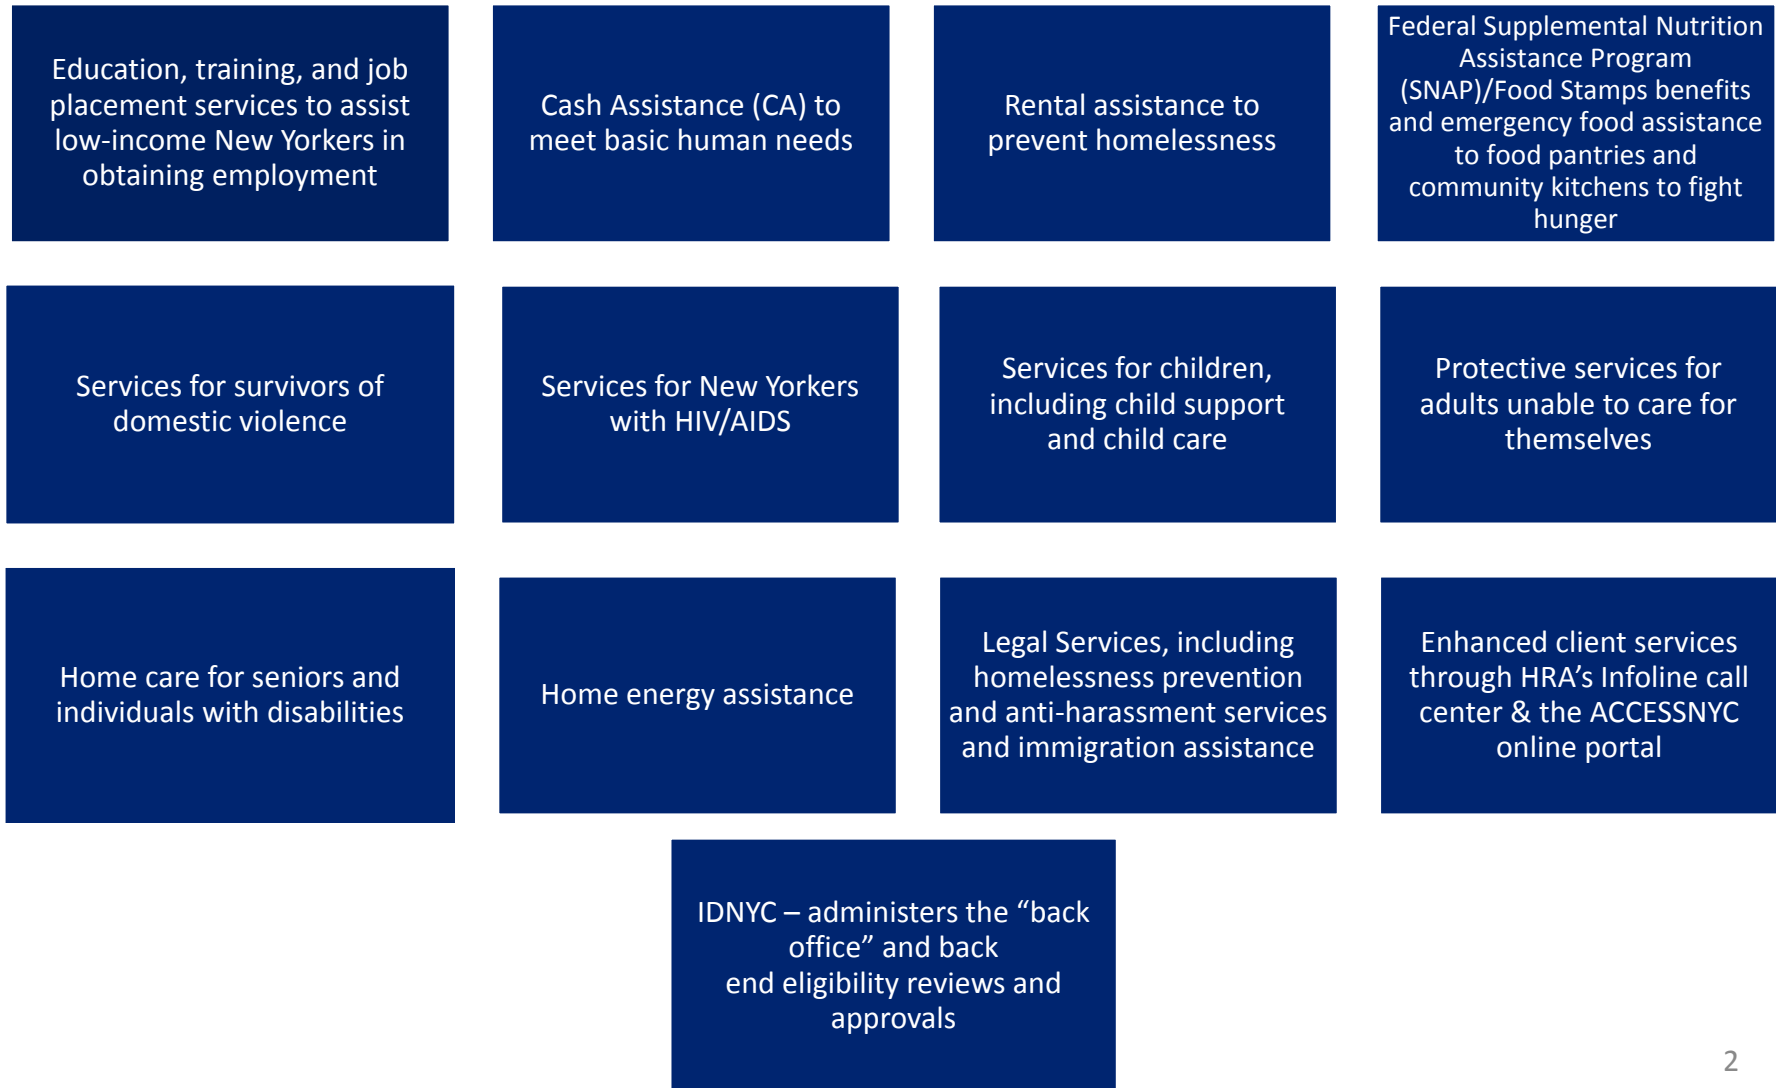 Education, training, and job
placement services to assist
low-income New Yorkers in
obtaining employment
Cash Assistance (CA) to
meet basic human needs
Rental assistance to
prevent homelessness
Federal Supplemental Nutrition
Assistance Program
(SNAP)/Food Stamps benefits
and emergency food assistance
to food pantries and
community kitchens to fight
hunger
Services for survivors of
domestic violence
Services for New Yorkers
with HIV/AIDS
Services for children,
including child support
and child care
Protective services for
adults unable to care for
themselves
Home care for seniors and
individuals with disabilities
Home energy assistance
Legal Services, including
homelessness prevention
and anti-harassment services
and immigration assistance
Enhanced client services
through HRA’s Infoline call
center & the ACCESSNYC
online portal
IDNYC – administers the “back
office” and back
end eligibility reviews and
approvals
2